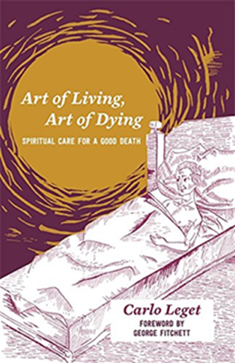 Art of Living,
Art of Dying
SPIRITUAL CARE FOR A GOOD DEATH
Carlo Leget
FOREWORD BY
GEORGE FITCHETT